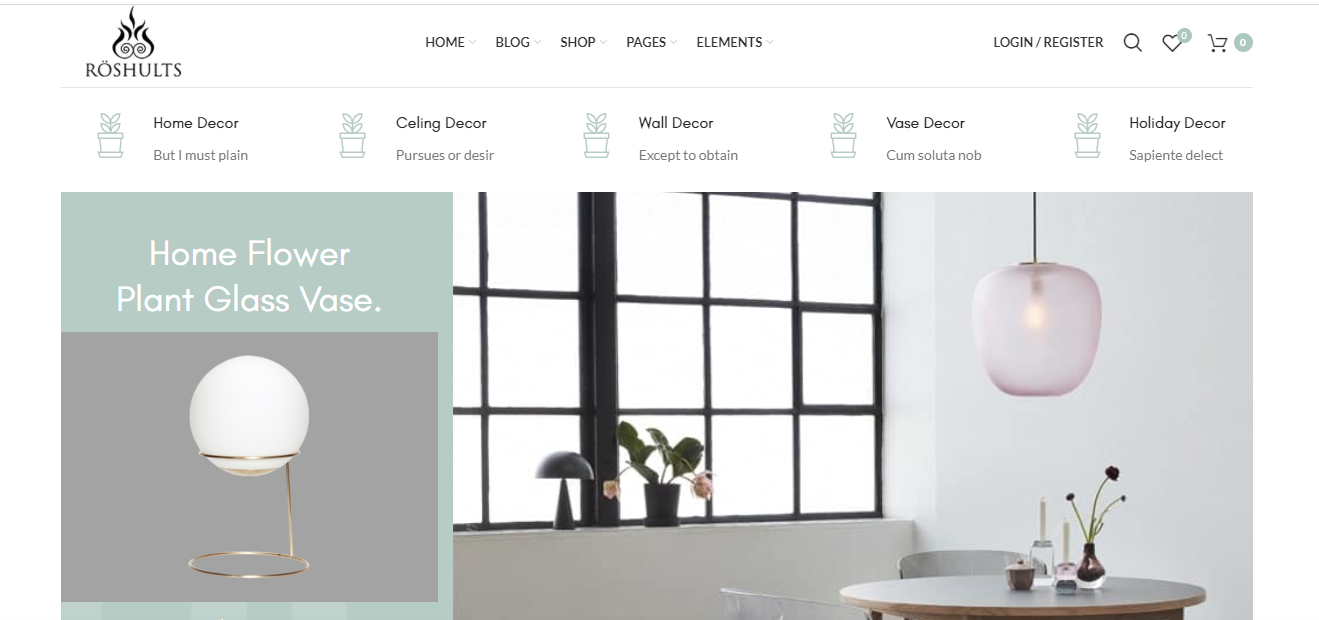 RÖSHULTS
HOME BLOG SHOP PAGES ELEMENTS
LOGIN / REGISTER 0 0
Home Decor
But I must plain
Celing Decor
Pursues or desir
Wall Decor
Except to obtain
Vase Decor
Cum soluta nob
Holiday Decor
Sapiente delect
Home Flower
Plant Glass Vase.